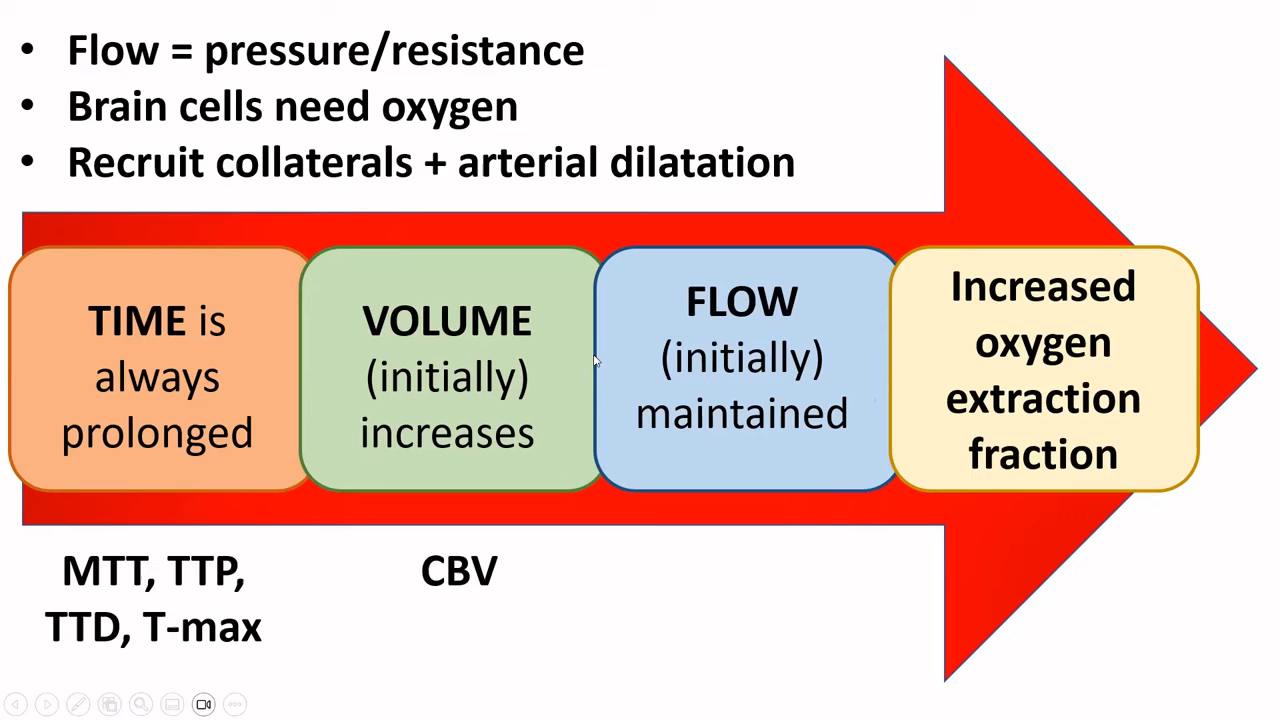 • Flow = pressure/resistance
• Brain cells need oxygen
• Recruit collaterals + arterial dilatation
TIME is
always
prolonged
VOLUME
(initially)
increases
FLOW
(initially)
maintained
Increased
oxygen
extraction
fraction
MTT, TTP,
TTD, T-max
CBV